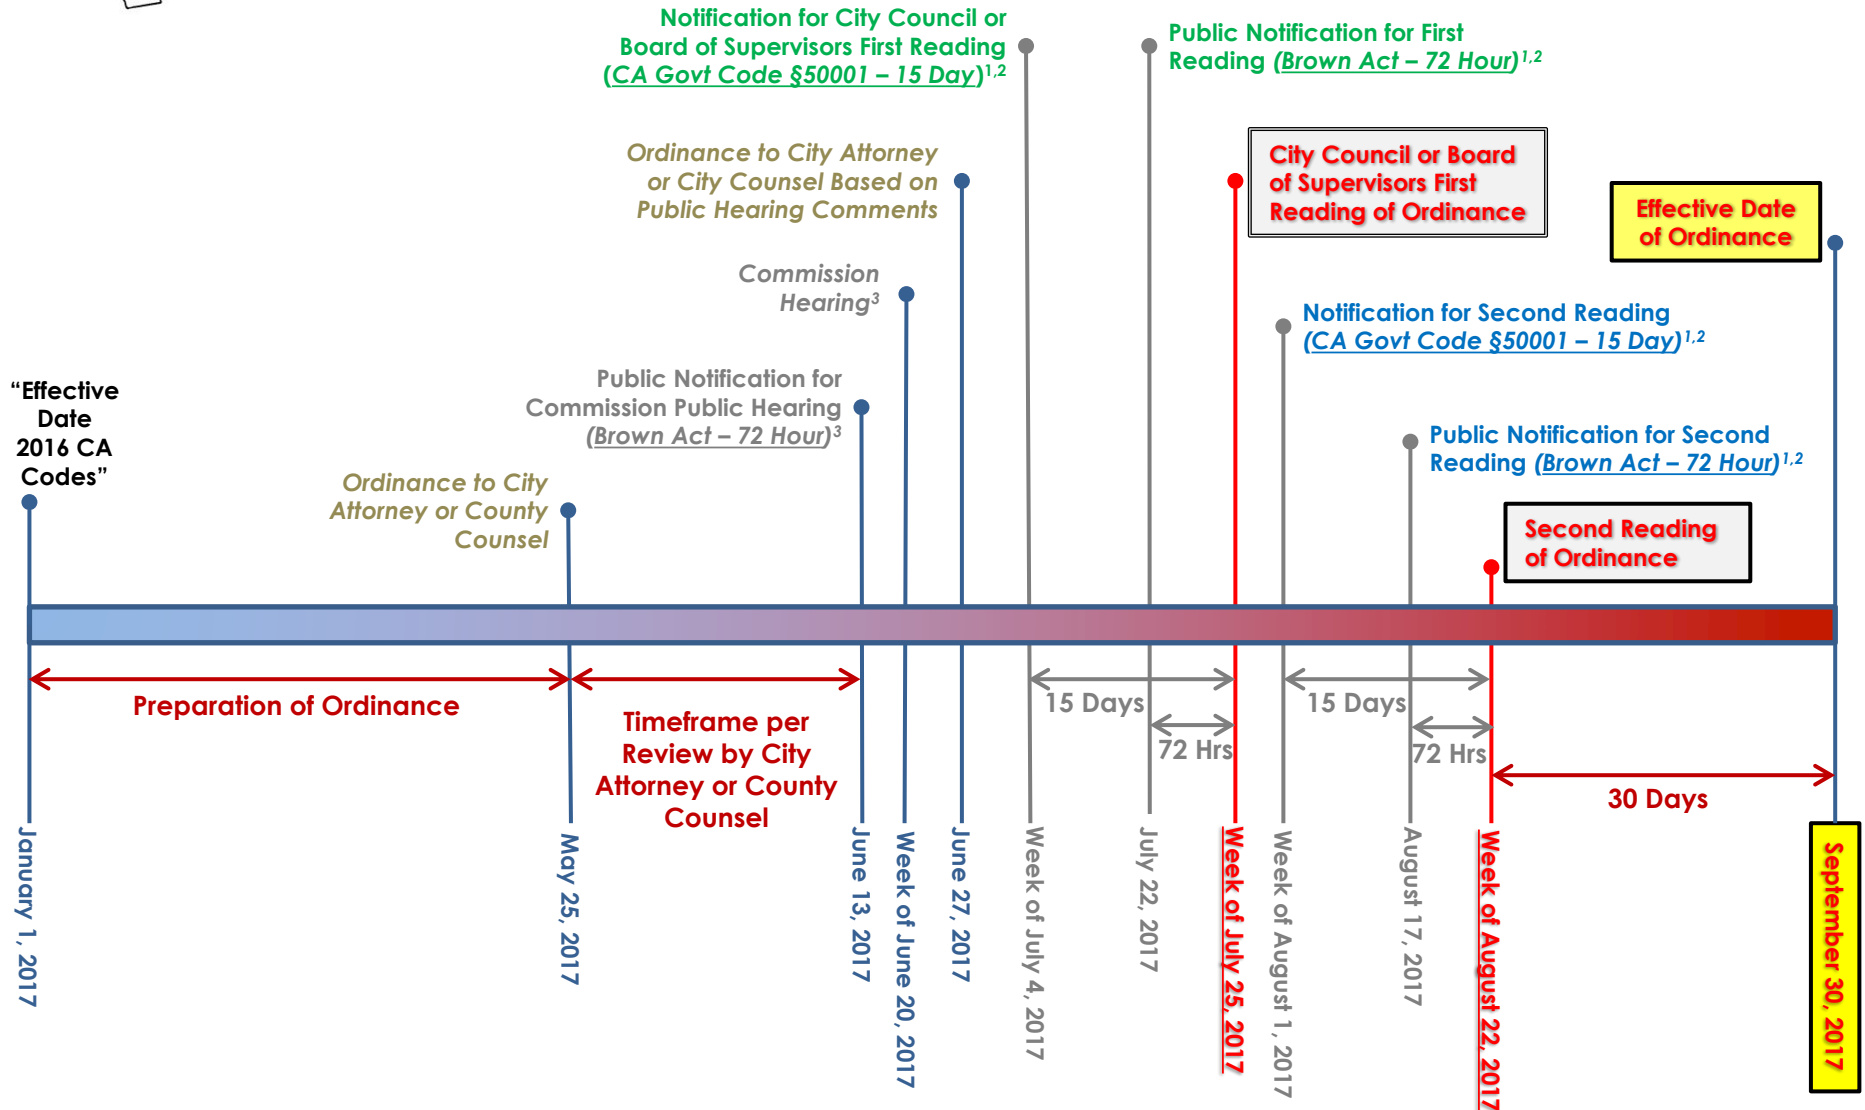 Notification for City Council or
Board of Supervisors First Reading
(CA Govt Code §50001 – 15 Day)1,2
Public Notification for First
Reading (Brown Act – 72 Hour)1,2
Ordinance to City Attorney
or City Counsel Based on
Public Hearing Comments
City Council or Board
of Supervisors First
Reading of Ordinance
Effective Date
of Ordinance
Commission
Hearing3
Notification for Second Reading
(CA Govt Code §50001 – 15 Day)1,2
Public Notification for
Commission Public Hearing
(Brown Act – 72 Hour)3
“Effective
Date
2016 CA
Codes”
Public Notification for Second
Reading (Brown Act – 72 Hour)1,2
Ordinance to City
Attorney or County
Counsel
Second Reading
of Ordinance
Preparation of Ordinance
Timeframe per
Review by City
Attorney or County
Counsel
15 Days
72 Hrs
15 Days
72 Hrs
30 Days
January 1, 2017
May 25, 2017
June 13, 2017
Week of June 20, 2017
June 27, 2017
Week of July 4, 2017
July 22, 2017
Week of July 25, 2017
Week of August 1, 2017
August 17, 2017
Week of August 22, 2017
September 30, 2017